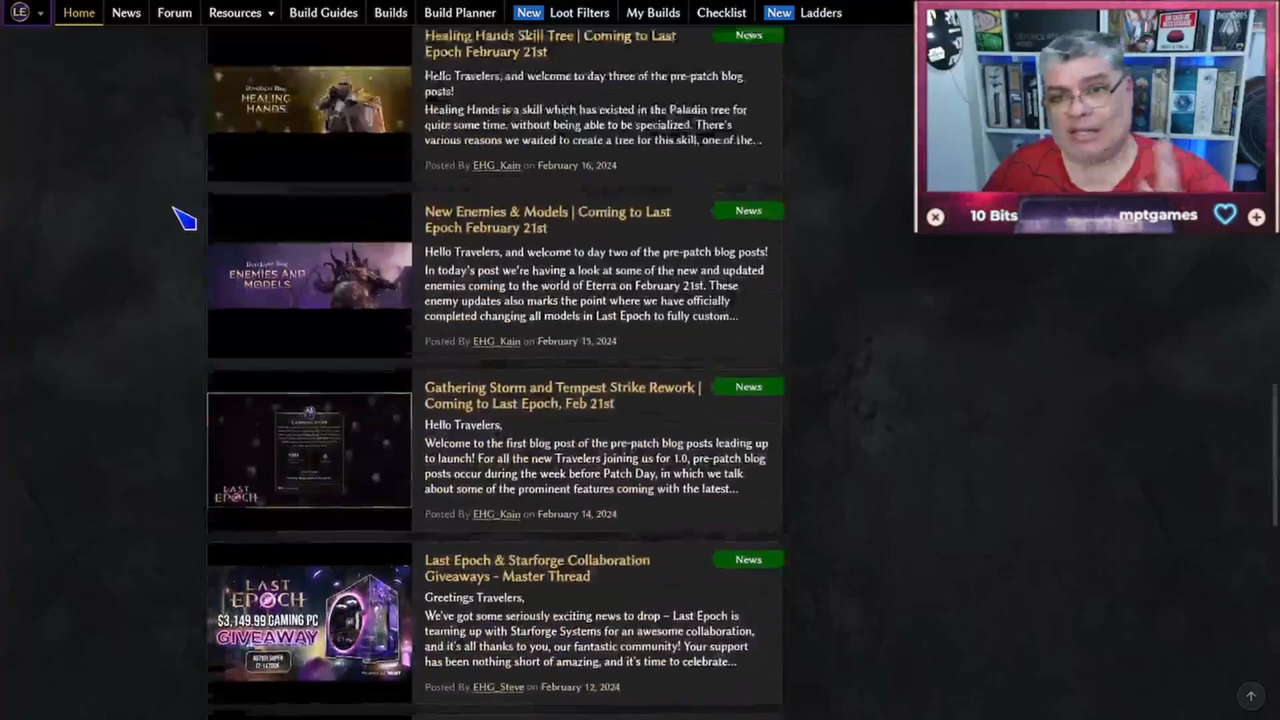 LE
Home
News
Forum
Resources
Build Guides
Builds
Build Planner
New
Loot Filters
My Builds
Checklist
New
Ladders
Healing Hands Skill Tree | Coming to Last
Epoch February 21st
News
Hello Travelers, and welcome to day three of the pre-patch blog
posts!
Healing Hands is a skill which has existed in the Paladin tree for
quite some time, without being able to be specialized. There's
various reasons we waited to create a tree for this skill, one of the...
Posted By EHG_Kain on February 16, 2024
HEALING
HANDS
New Enemies & Models | Coming to Last
Epoch February 21st
News
Hello Travelers, and welcome to day two of the pre-patch blog posts!
In today's post we're having a look at some of the new and updated
enemies coming to the world of Eterra on February 21st. These
enemy updates also marks the point where we have officially
completed changing all models in Last Epoch to fully custom...
Posted By EHG_Kain on February 15, 2024
Developer Blog
ENEMIES AND
MODELS
Gathering Storm and Tempest Strike Rework |
Coming to Last Epoch, Feb 21st
News
Hello Travelers,
Welcome to the first blog post of the pre-patch blog posts leading up
to launch! For all the new Travelers joining us for 1.0, pre-patch blog
posts occur during the week before Patch Day, in which we talk
about some of the prominent features coming with the latest...
Posted By EHG_Kain on February 14, 2024
LAST
EPOCH
Last Epoch & Starforge Collaboration
Giveaways - Master Thread
News
Greetings Travelers,
We've got some seriously exciting news to drop – Last Epoch is
teaming up with Starforge Systems for an awesome collaboration,
and it's all thanks to you, our fantastic community! Your support
has been nothing short of amazing, and it's time to celebrate...
Posted By EHG_Steve on February 12, 2024
LAST
EPOCH
$3,149.99 GAMING PC
GIVEAWAY
10 Bits
mptgames